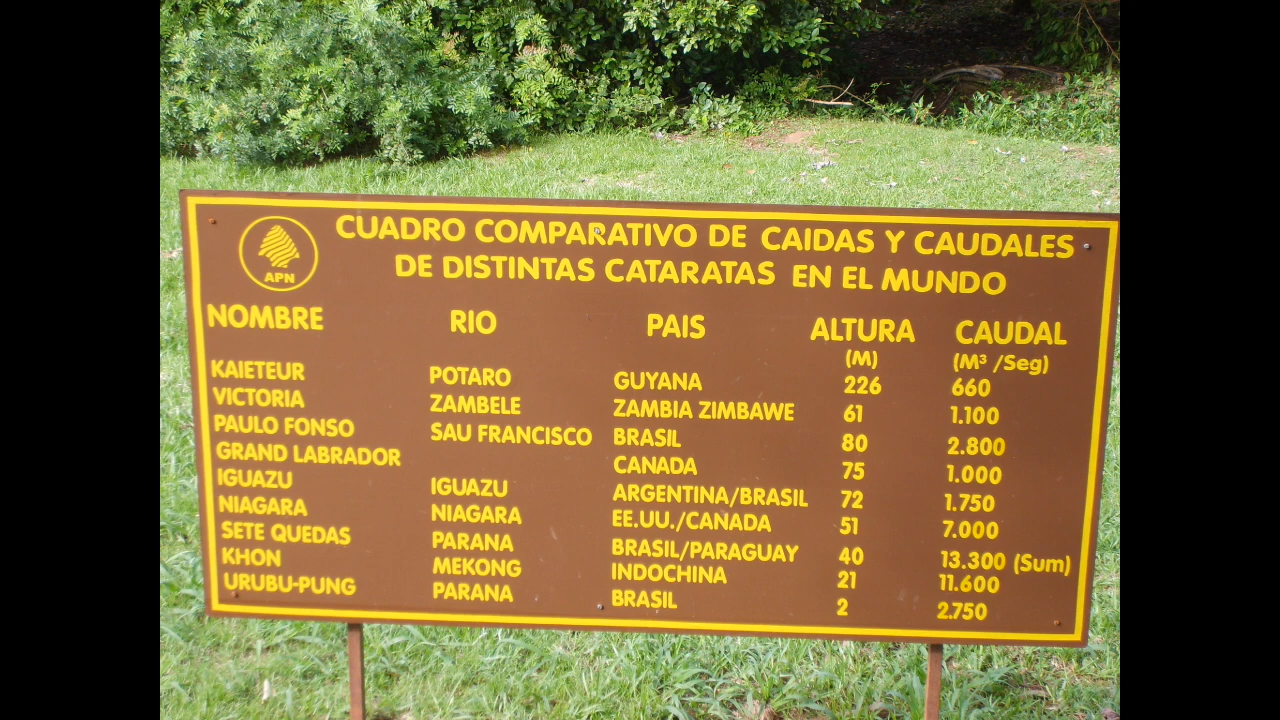 APN
CUADRO COMPARATIVO DE CAIDAS Y CAUDALES
DE DISTINTAS CATARATAS EN EL MUNDO
NOMBRE RIO PAIS ALTURA CAUDAL
(M) (M³ /Seg)
KAIETEUR POTARO GUYANA 226 660
VICTORIA ZAMBELE ZAMBIA ZIMBAWE 61 1.100
PAULO FONSO SAU FRANCISCO BRASIL 80 2.800
GRAND LABRADOR CANADA 75 1.000
IGUAZU IGUAZU ARGENTINA/BRASIL 72 1.750
NIAGARA NIAGARA EE.UU./CANADA 51 7.000
SETE QUEDAS PARANA BRASIL/PARAGUAY 40 13.300 (Sum)
KHON MEKONG INDOCHINA 21 11.600
URUBU-PUNG PARANA BRASIL 2 2.750